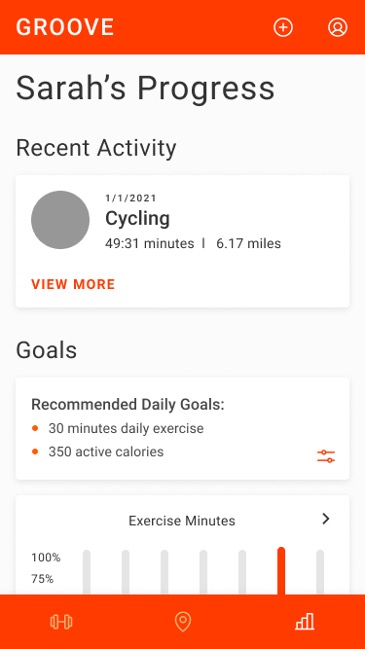 GROOVE
Sarah’s Progress
Recent Activity
1/1/2021
Cycling
49:31 minutes | 6.17 miles
VIEW MORE
Goals
Recommended Daily Goals:
30 minutes daily exercise
350 active calories
Exercise Minutes
100%
75%